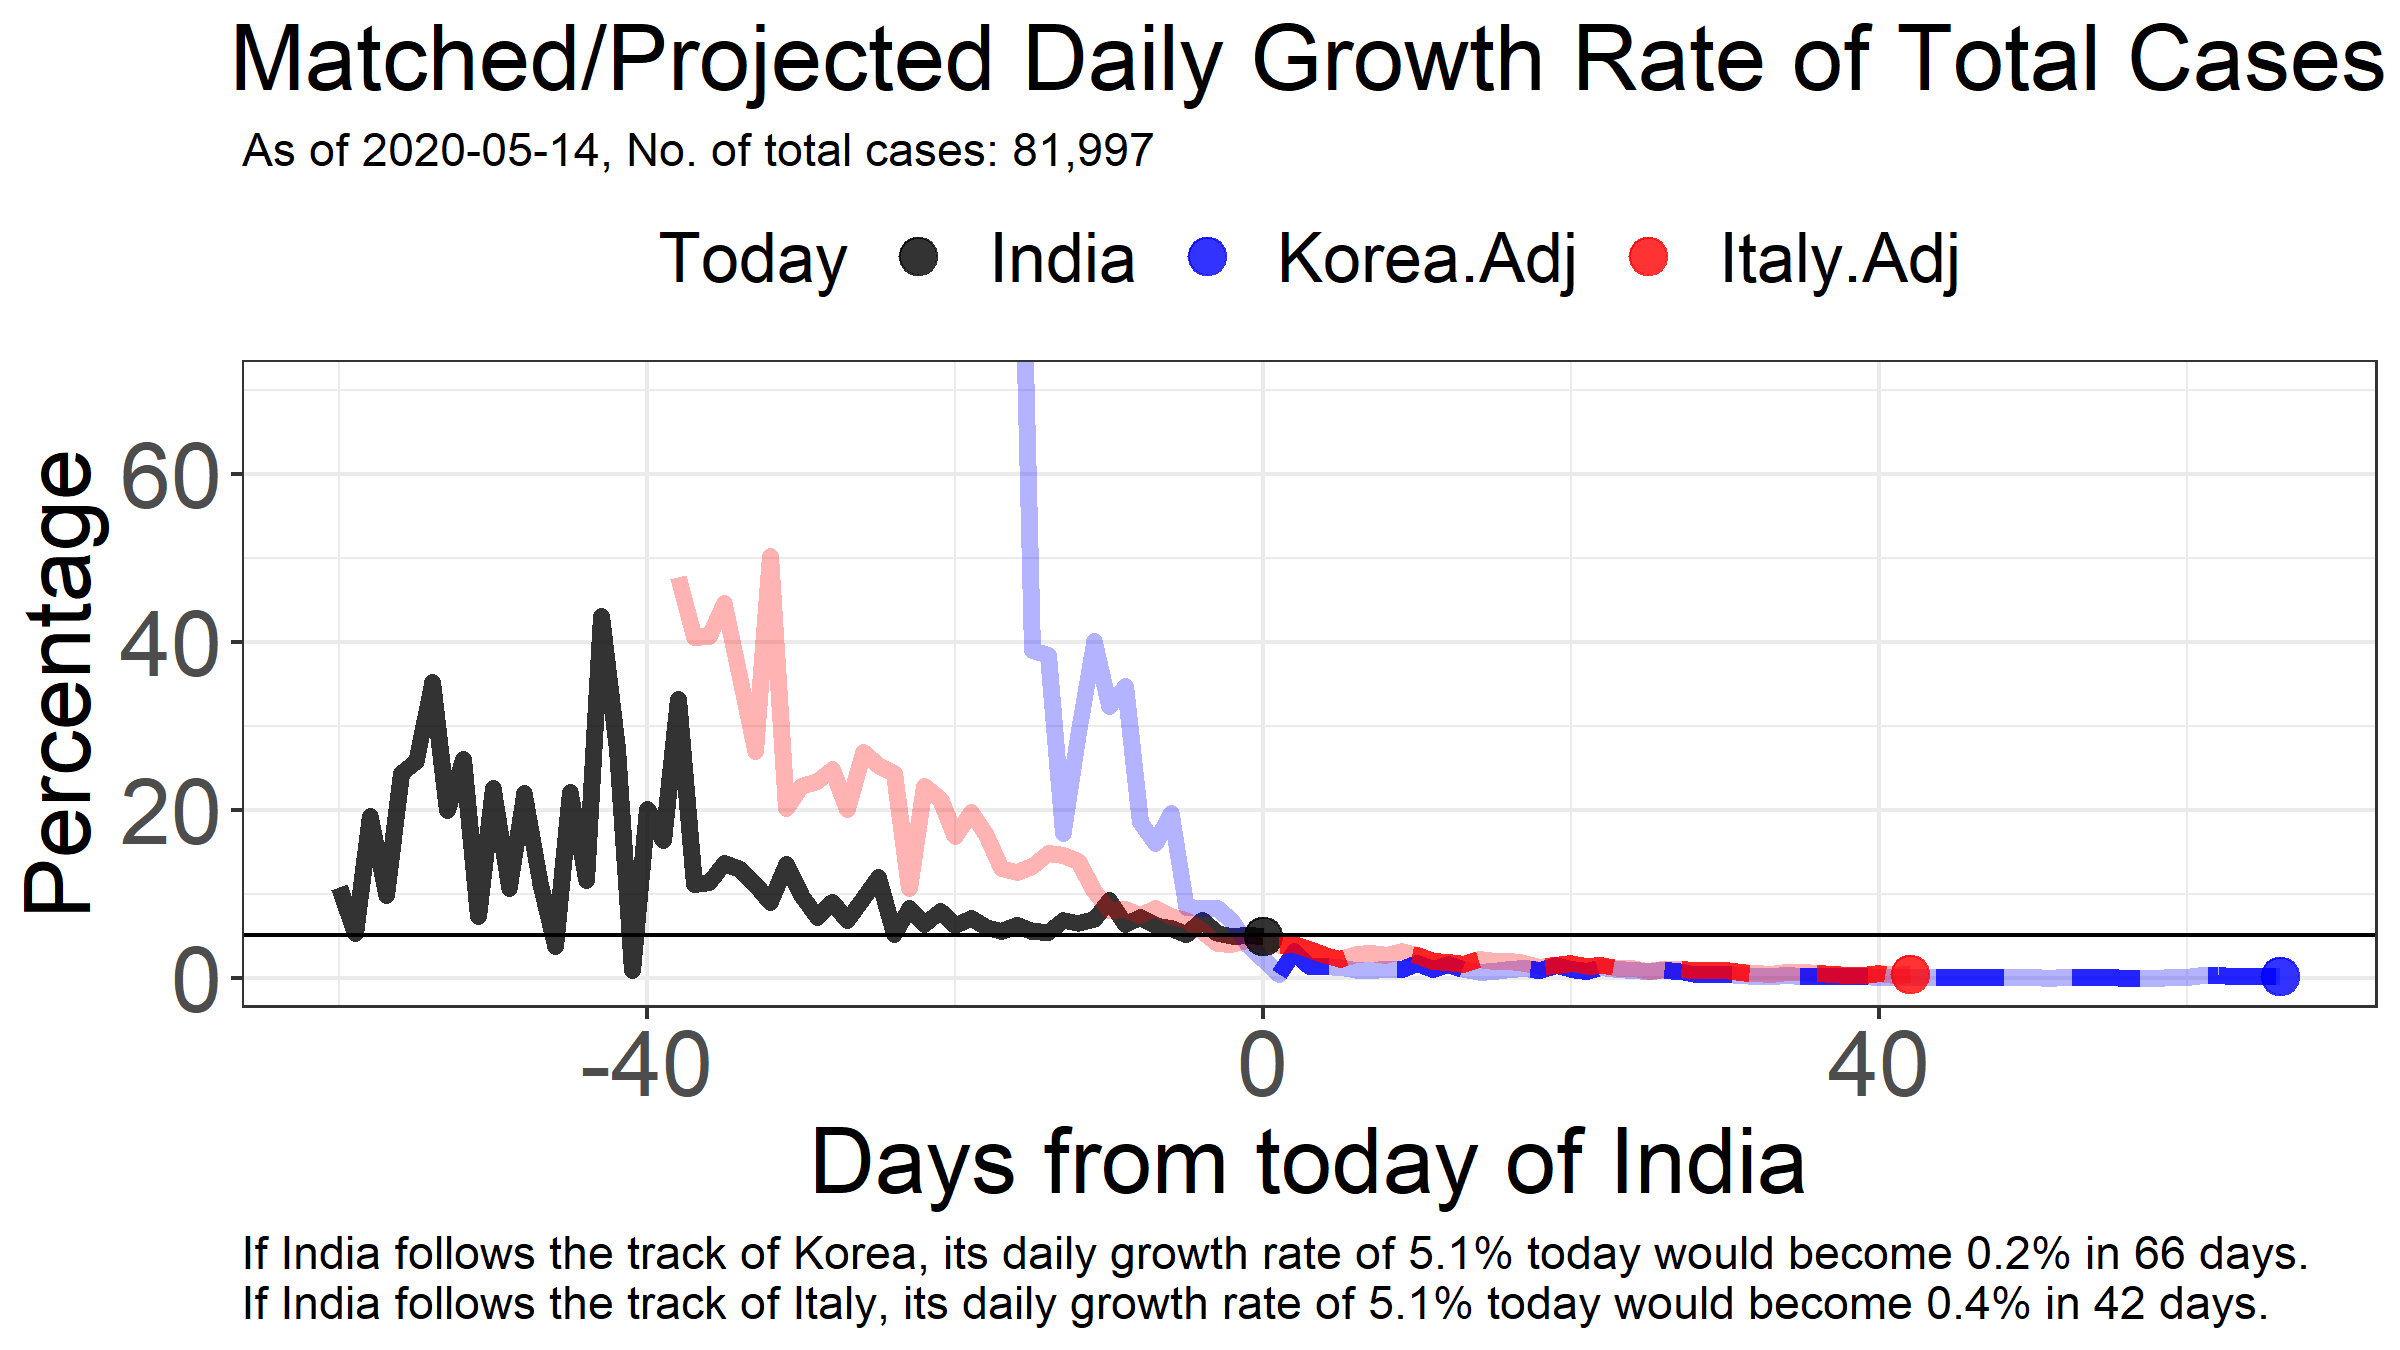 Matched/Projected Daily Growth Rate of Total Cases
As of 2020-05-14, No. of total cases: 81,997
Today India Korea.Adj Italy.Adj
Percentage
60
40
20
0
-40 0 40
Days from today of India
If India follows the track of Korea, its daily growth rate of 5.1% today would become 0.2% in 66 days.
If India follows the track of Italy, its daily growth rate of 5.1% today would become 0.4% in 42 days.